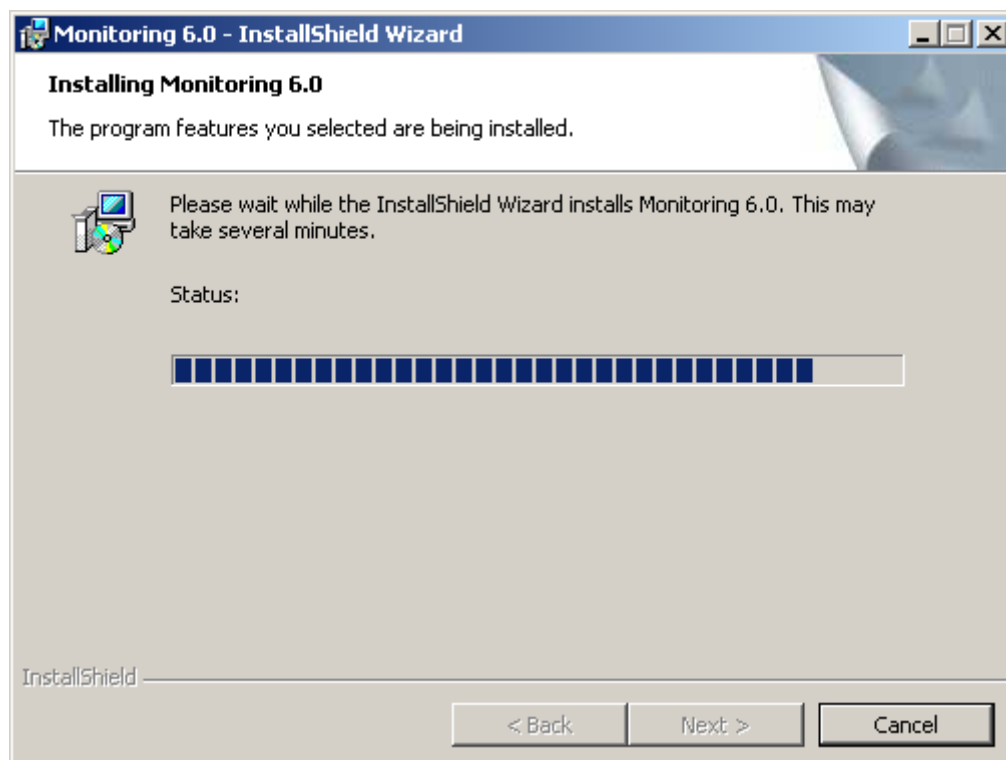 Monitoring 6.0 - InstallShield Wizard
Installing Monitoring 6.0
The program features you selected are being installed.
Please wait while the InstallShield Wizard installs Monitoring 6.0. This may
take several minutes.
Status:
InstallShield
< Back
Next >
Cancel